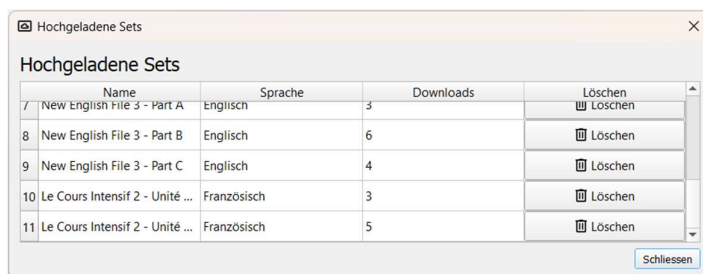 Hochgeladene Sets
Hochgeladene Sets
Name Sprache Downloads Löschen
7 New English File 3 - Part A Englisch 3 Löschen
8 New English File 3 - Part B Englisch 6 Löschen
9 New English File 3 - Part C Englisch 4 Löschen
10 Le Cours Intensif 2 - Unité ... Französisch 3 Löschen
11 Le Cours Intensif 2 - Unité ... Französisch 5 Löschen
Schliessen